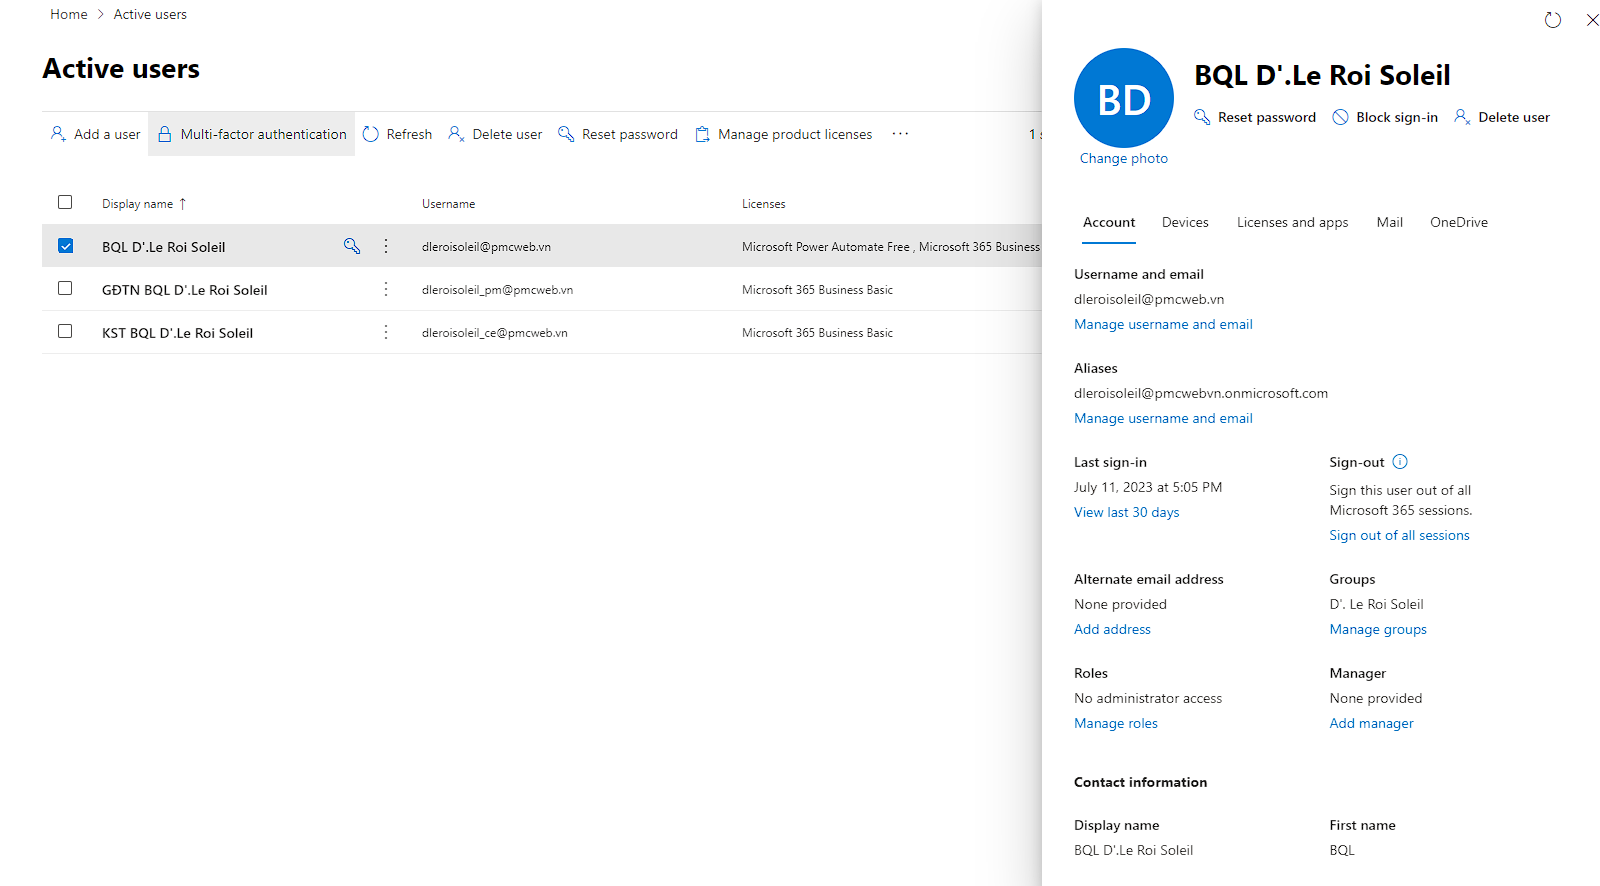 Home > Active users
Active users
Add a user Multi-factor authentication Refresh Delete user Reset password Manage product licenses ··· 1
Display name ↑ Username Licenses
BQL D'.Le Roi Soleil dleroisoleil@pmcweb.vn Microsoft Power Automate Free , Microsoft 365 Business
GĐTN BQL D'.Le Roi Soleil dleroisoleil_pm@pmcweb.vn Microsoft 365 Business Basic
KST BQL D'.Le Roi Soleil dleroisoleil_ce@pmcweb.vn Microsoft 365 Business Basic
BD
Change photo
BQL D'.Le Roi Soleil
Reset password Block sign-in Delete user
Account Devices Licenses and apps Mail OneDrive
Username and email
dleroisoleil@pmcweb.vn
Manage username and email
Aliases
dleroisoleil@pmcwebvn.onmicrosoft.com
Manage username and email
Last sign-in
July 11, 2023 at 5:05 PM
View last 30 days
Sign-out
Sign this user out of all
Microsoft 365 sessions.
Sign out of all sessions
Alternate email address
None provided
Add address
Groups
D'. Le Roi Soleil
Manage groups
Roles
No administrator access
Manage roles
Manager
None provided
Add manager
Contact information
Display name
BQL D'.Le Roi Soleil
First name
BQL